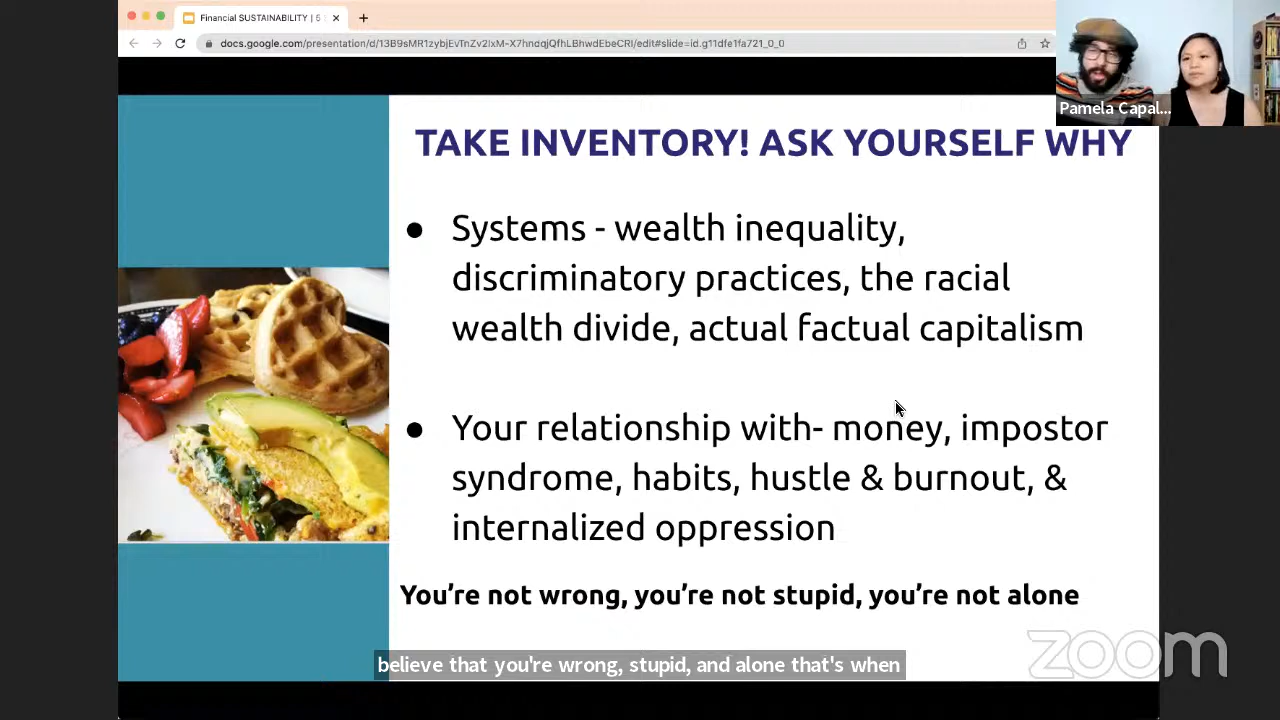 Financial SUSTAINABILITY | 5
docs.google.com/presentation/d/13B9sMR1zybjEvTnZv2IxM-X7hndqjQfhLBhwdEbeCRI/edit#slide=id.g11dfe1fa721_0_0
Pamela Capal...
TAKE INVENTORY! ASK YOURSELF WHY
● Systems - wealth inequality,
discriminatory practices, the racial
wealth divide, actual factual capitalism
● Your relationship with- money, impostor
syndrome, habits, hustle & burnout, &
internalized oppression
You're not wrong, you're not stupid, you're not alone
zoom
believe that you're wrong, stupid, and alone that's when